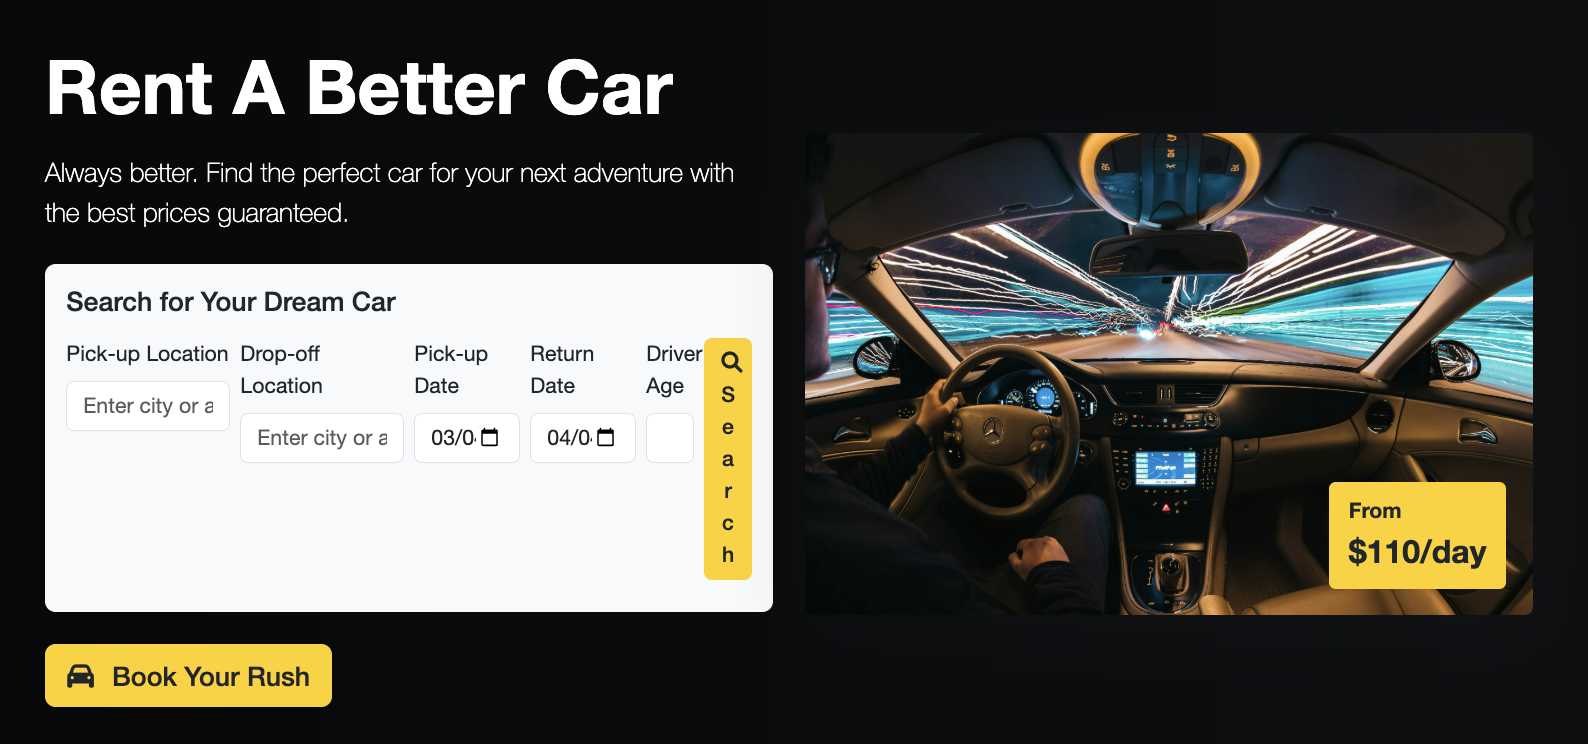 Rent A Better Car
Always better. Find the perfect car for your next adventure with
the best prices guaranteed.
Search for Your Dream Car
Pick-up Location
Enter city or a
Drop-off
Location
Enter city or a
Pick-up
Date
03/0
Return
Date
04/0
Driver
Age
S
e
a
r
c
h
Book Your Rush
From
$110/day